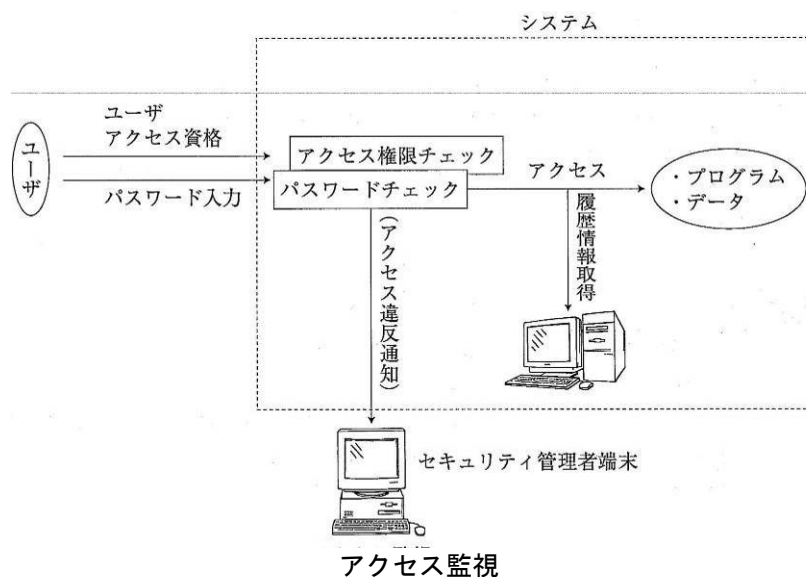 システム
ユーザ
アクセス資格
ユーザ
アクセス権限チェック
パスワードチェック
パスワード入力
アクセス
・プログラム
・データ
履歴情報取得
(アクセス違反通知)
セキュリティ管理者端末
アクセス監視